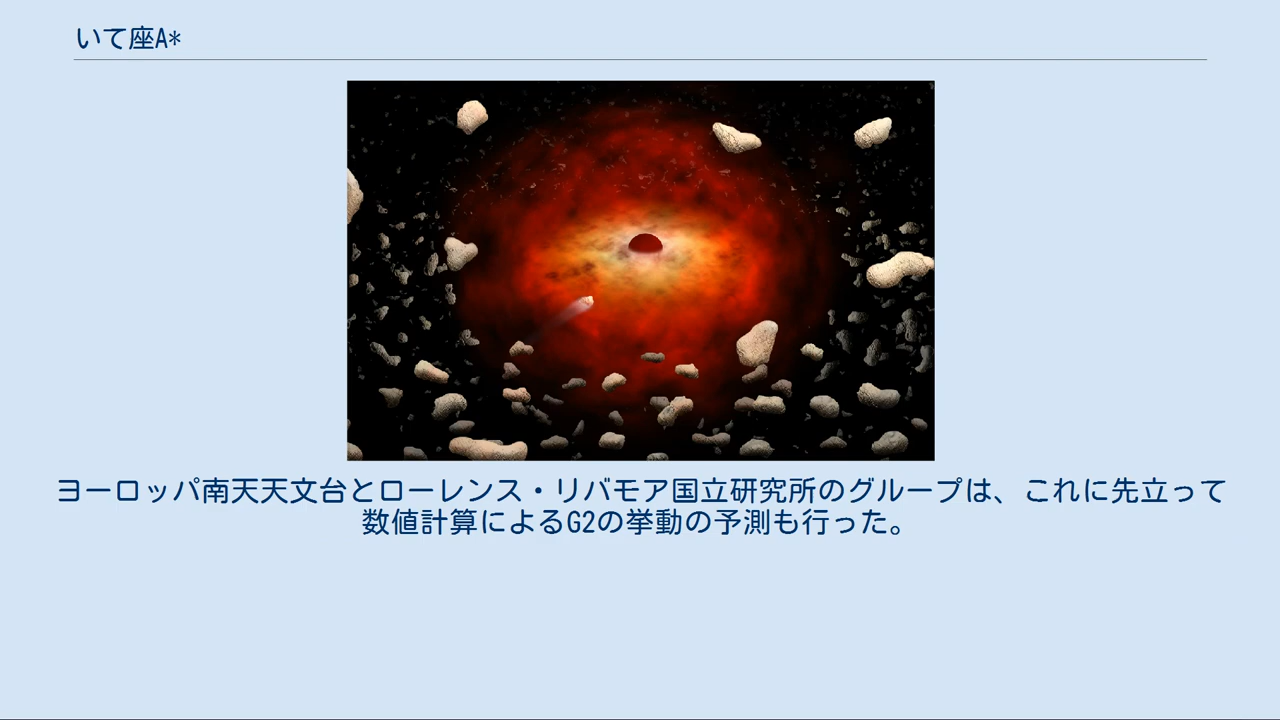 いて座A*
ヨーロッパ南天天文台とローレンス・リバモア国立研究所のグループは、これに先立って
数値計算によるG2の挙動の予測も行った。